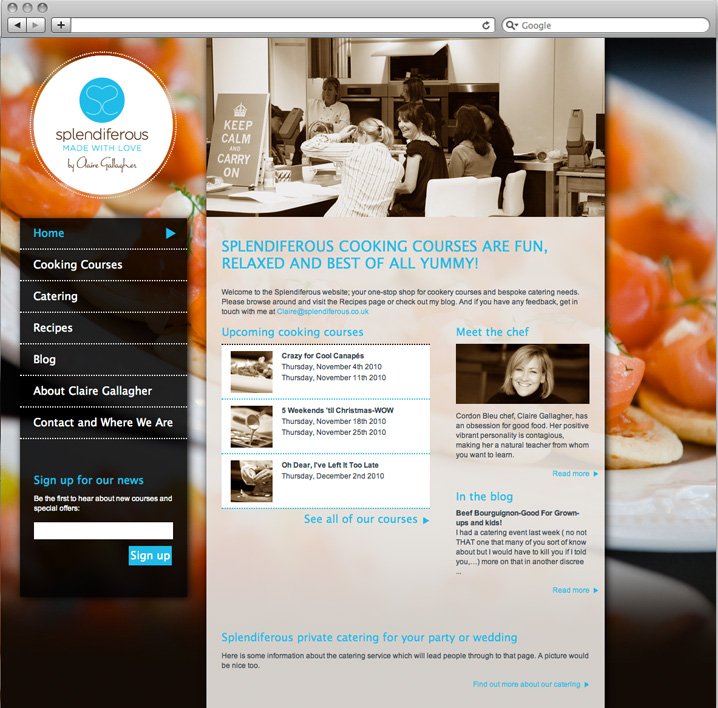 Google
splendiferous
MADE WITH LOVE
by Claire Gallagher
KEEP
CALM
AND
CARRY
ON
Home
Cooking Courses
Catering
Recipes
Blog
About Claire Gallagher
Contact and Where We Are
Sign up for our news
Be the first to hear about new courses and
special offers:
Sign up
SPLENDIFEROUS COOKING COURSES ARE FUN,
RELAXED AND BEST OF ALL YUMMY!
Welcome to the Splendiferous website; your one-stop shop for cookery courses and bespoke catering needs.
Please browse around and visit the Recipes page or check out my blog. And if you have any feedback, get in
touch with me at Claire@splendiferous.co.uk
Upcoming cooking courses
Crazy for Cool Canapés
Thursday, November 4th 2010
Thursday, November 11th 2010
5 Weekends 'til Christmas-WOW
Thursday, November 18th 2010
Thursday, November 25th 2010
Oh Dear, I've Left It Too Late
Thursday, December 2nd 2010
See all of our courses
Meet the chef
Cordon Bleu chef, Claire Gallagher, has
an obsession for good food. Her positive
vibrant personality is contagious,
making her a natural teacher from whom
you want to learn.
Read more
In the blog
Beef Bourguignon-Good For Grown-
ups and kids!
I had a catering event last week ( no not
THAT one that many of you sort of know
about but I would have to kill you if I told
you,...) more on that in another discree
...
Read more
Splendiferous private catering for your party or wedding
Here is some information about the catering service which will lead people through to that page. A picture would
be nice too.
Find out more about our catering